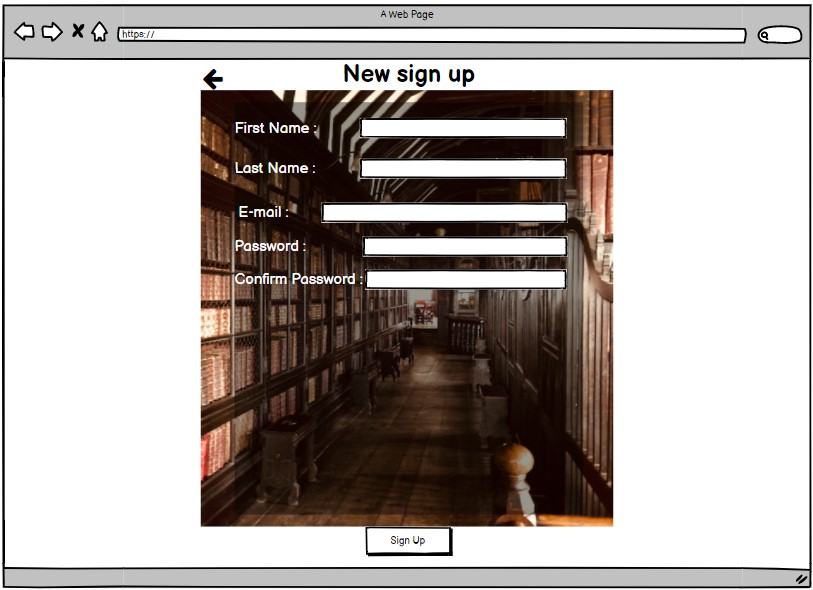 A Web Page
https://
New sign up
First Name :
Last Name :
E-mail :
Password :
Confirm Password :
Sign Up